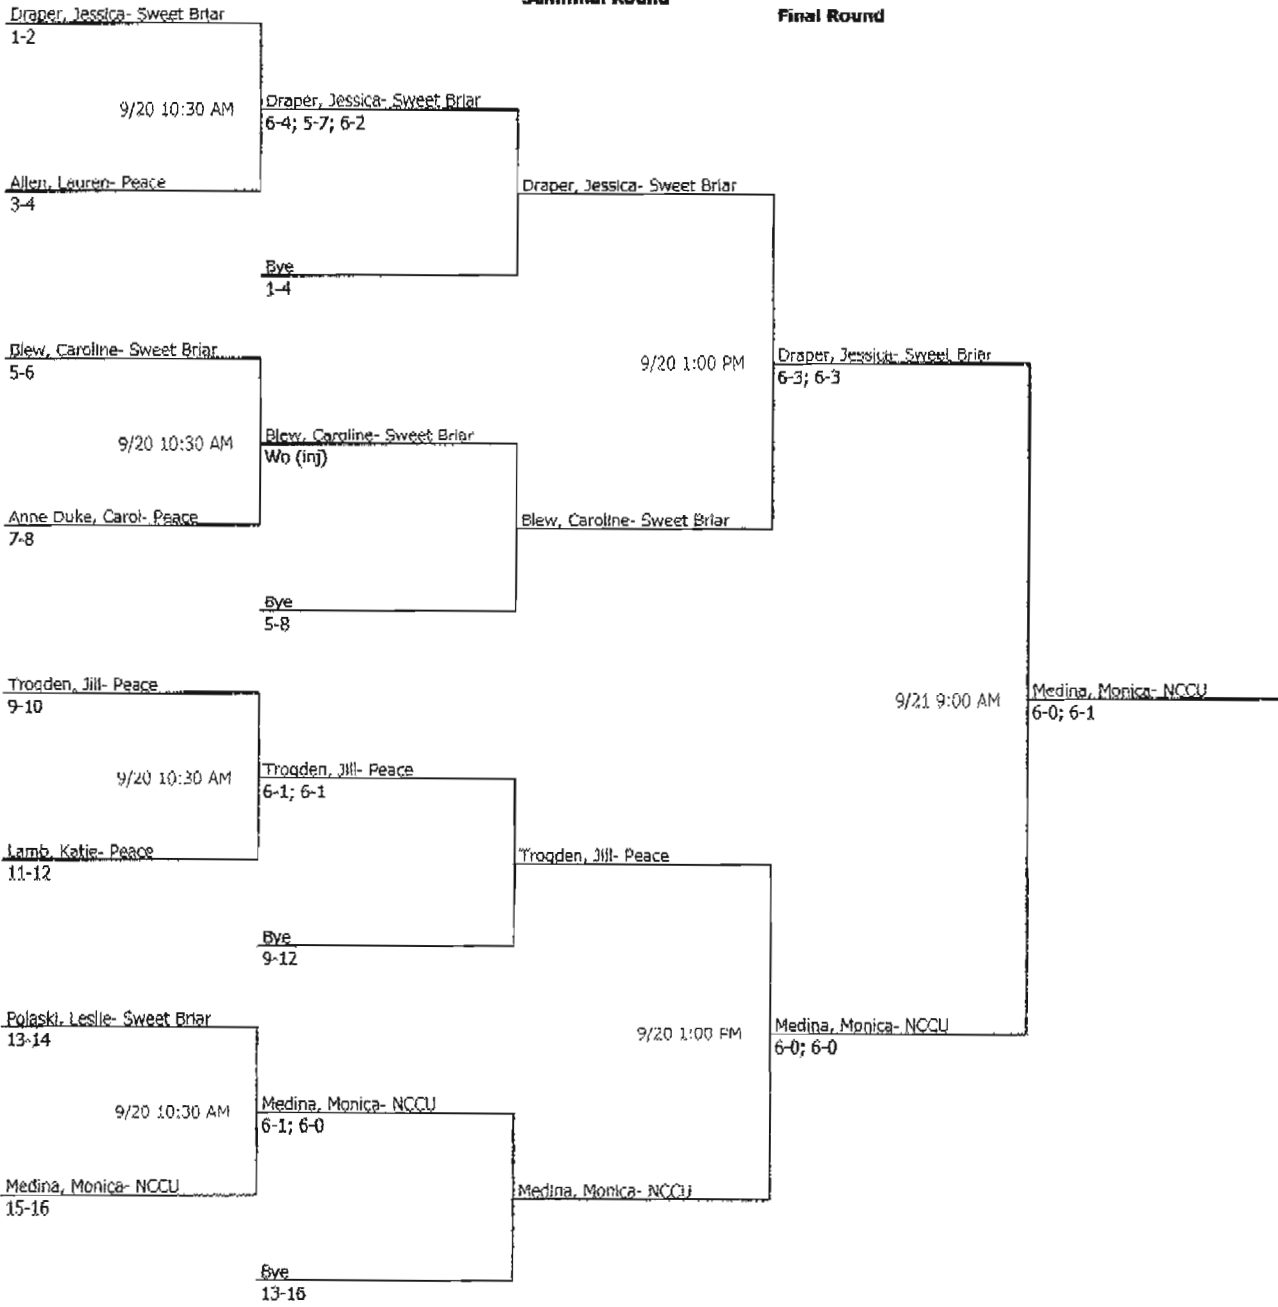 Semifinal Round
Final Round
Draper, Jessica- Sweet Briar
1-2
9/20 10:30 AM
Draper, Jessica- Sweet Briar
6-4; 5-7; 6-2
Allen, Lauren- Peace
3-4
Draper, Jessica- Sweet Briar
Bye
1-4
Blew, Caroline- Sweet Briar
5-6
9/20 1:00 PM
Draper, Jessica- Sweet Briar
6-3; 6-3
9/20 10:30 AM
Blew, Caroline- Sweet Briar
Wo (inj)
Anne Duke, Carol- Peace
7-8
Blew, Caroline- Sweet Briar
Bye
5-8
Trogden, Jill- Peace
9-10
9/21 9:00 AM
Medina, Monica- NCCU
6-0; 6-1
9/20 10:30 AM
Trogden, Jill- Peace
6-1; 6-1
Lamb, Katie- Peace
11-12
Trogden, Jill- Peace
Bye
9-12
Polaski, Leslie- Sweet Briar
13-14
9/20 1:00 PM
Medina, Monica- NCCU
6-0; 6-0
9/20 10:30 AM
Medina, Monica- NCCU
6-1; 6-0
Medina, Monica- NCCU
15-16
Medina, Monica- NCCU
Bye
13-16